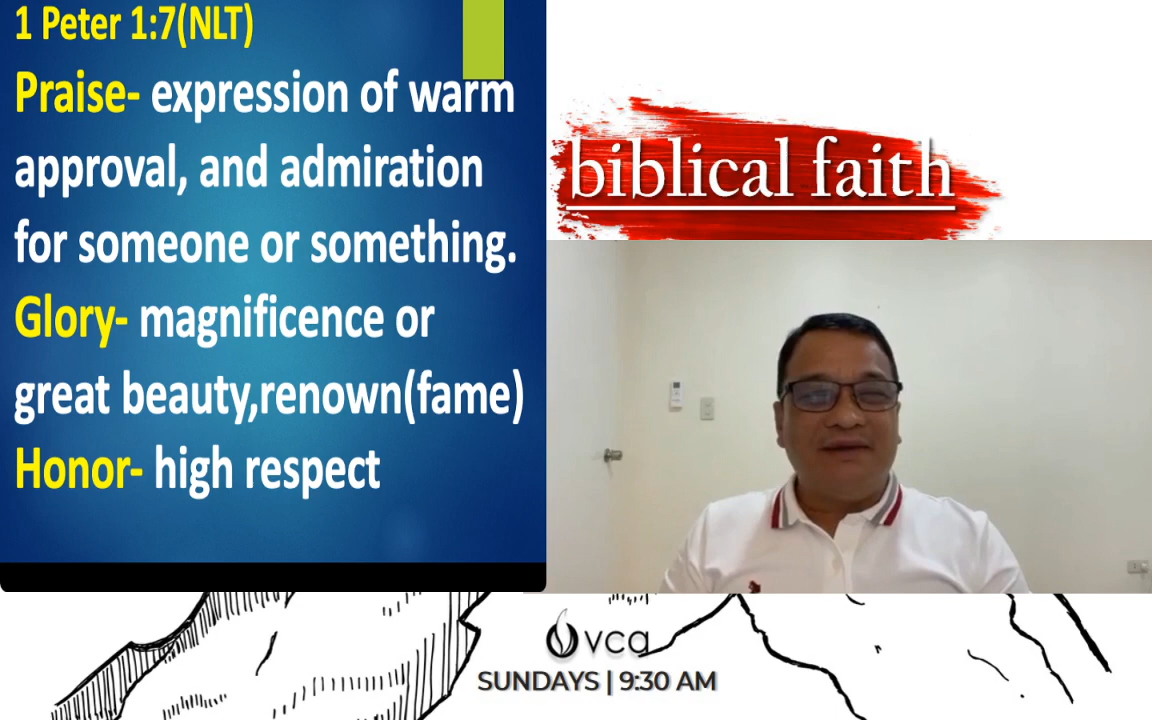 1 Peter 1:7(NLT)
Praise- expression of warm
approval, and admiration
for someone or something.
Glory- magnificence or
great beauty,renown(fame)
Honor- high respect
biblical faith
vca
SUNDAYS | 9:30 AM